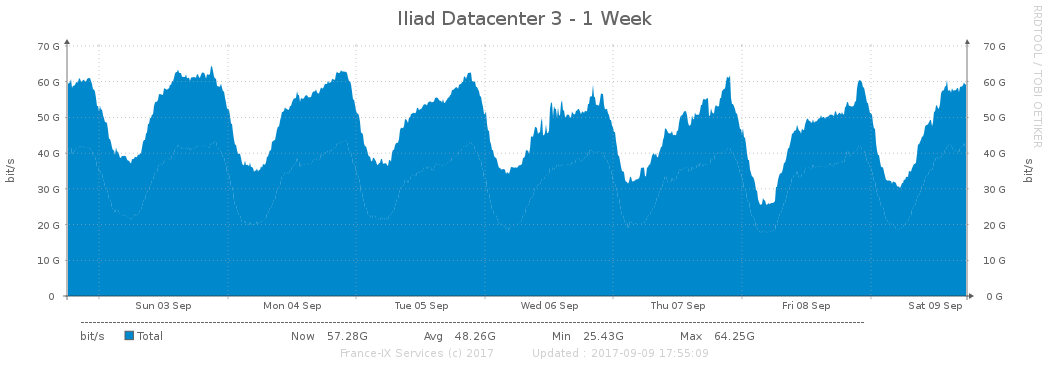 Iliad Datacenter 3 - 1 Week
RRDTOOL / TOBI OETIKER
70 G 70 G
60 G 60 G
50 G 50 G
40 G 40 G
30 G 30 G
20 G 20 G
10 G 10 G
0 0 G
bit/s bit/s
Sun 03 Sep Mon 04 Sep Tue 05 Sep Wed 06 Sep Thu 07 Sep Fri 08 Sep Sat 09 Sep
bit/s Total Now 57.28G Avg 48.26G Min 25.43G Max 64.25G
France-IX Services (c) 2017 Updated : 2017-09-09 17:55:09